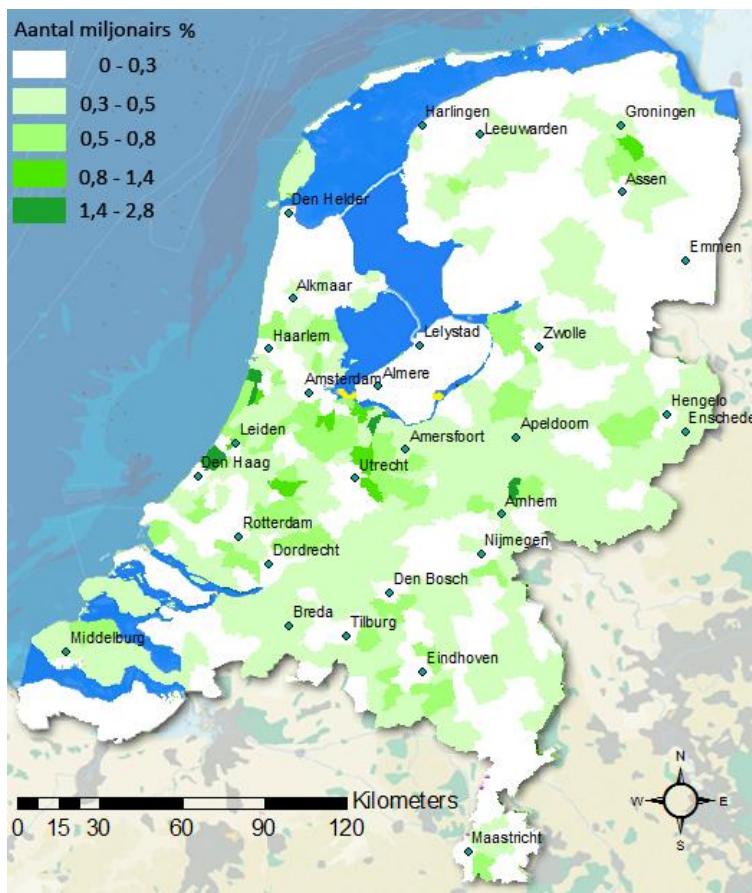 Aantal miljonairs %
0 - 0,3
0,3 - 0,5
0,5 - 0,8
0,8 - 1,4
1,4 - 2,8
Harlingen
Leeuwarden
Groningen
Assen
Den Helder
Emmen
Alkmaar
Haarlem
Lelystad
Zwolle
Amsterdam
Almere
Hengelo
Enschede
Leiden
Amersfoort
Apeldoorn
Den Haag
Utrecht
Arnhem
Rotterdam
Nijmegen
Dordrecht
Den Bosch
Breda
Tilburg
Middelburg
Eindhoven
Kilometers
0 15 30 60 90 120
N
W E
S
Maastricht